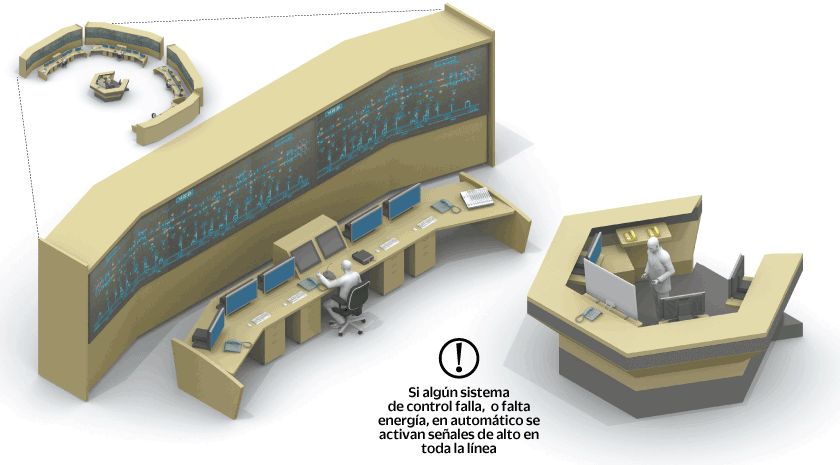 Si algún sistema
de control falla, o falta
energía, en automático se
activan señales de alto en
toda la línea